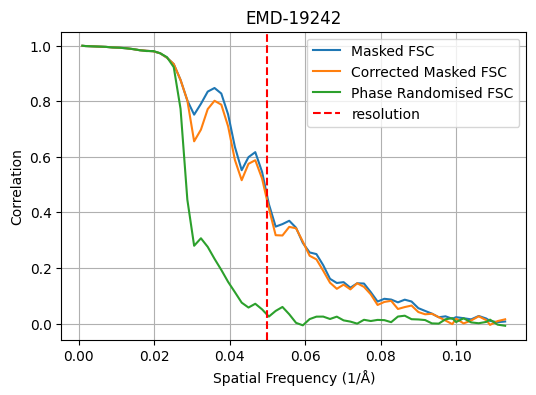 EMD-19242
Masked FSC
Corrected Masked FSC
Phase Randomised FSC
resolution
Correlation
1.0
0.8
0.6
0.4
0.2
0.0
0.00 0.02 0.04 0.06 0.08 0.10
Spatial Frequency (1/Å)